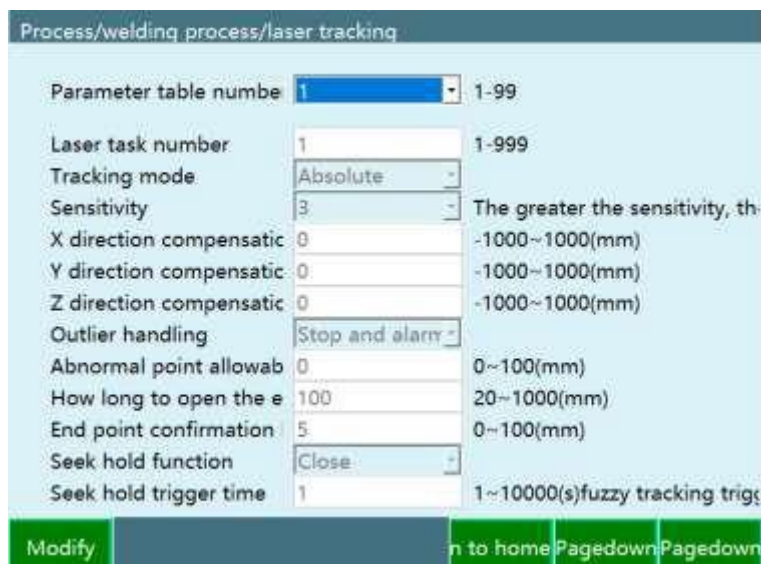 Process/welding process/laser tracking
Parameter table numbe 1 1-99
Laser task number 1 1-999
Tracking mode Absolute
Sensitivity 3 The greater the sensitivity, th
X direction compensatic 0 -1000~1000(mm)
Y direction compensatic 0 -1000~1000(mm)
Z direction compensatic 0 -1000~1000(mm)
Outlier handling Stop and alarm
Abnormal point allowab 0 0~100(mm)
How long to open the e 100 20~1000(mm)
End point confirmation 5 0~100(mm)
Seek hold function Close
Seek hold trigger time 1 1~10000(s)fuzzy tracking trigg
Modify n to home Pagedown Pagedown